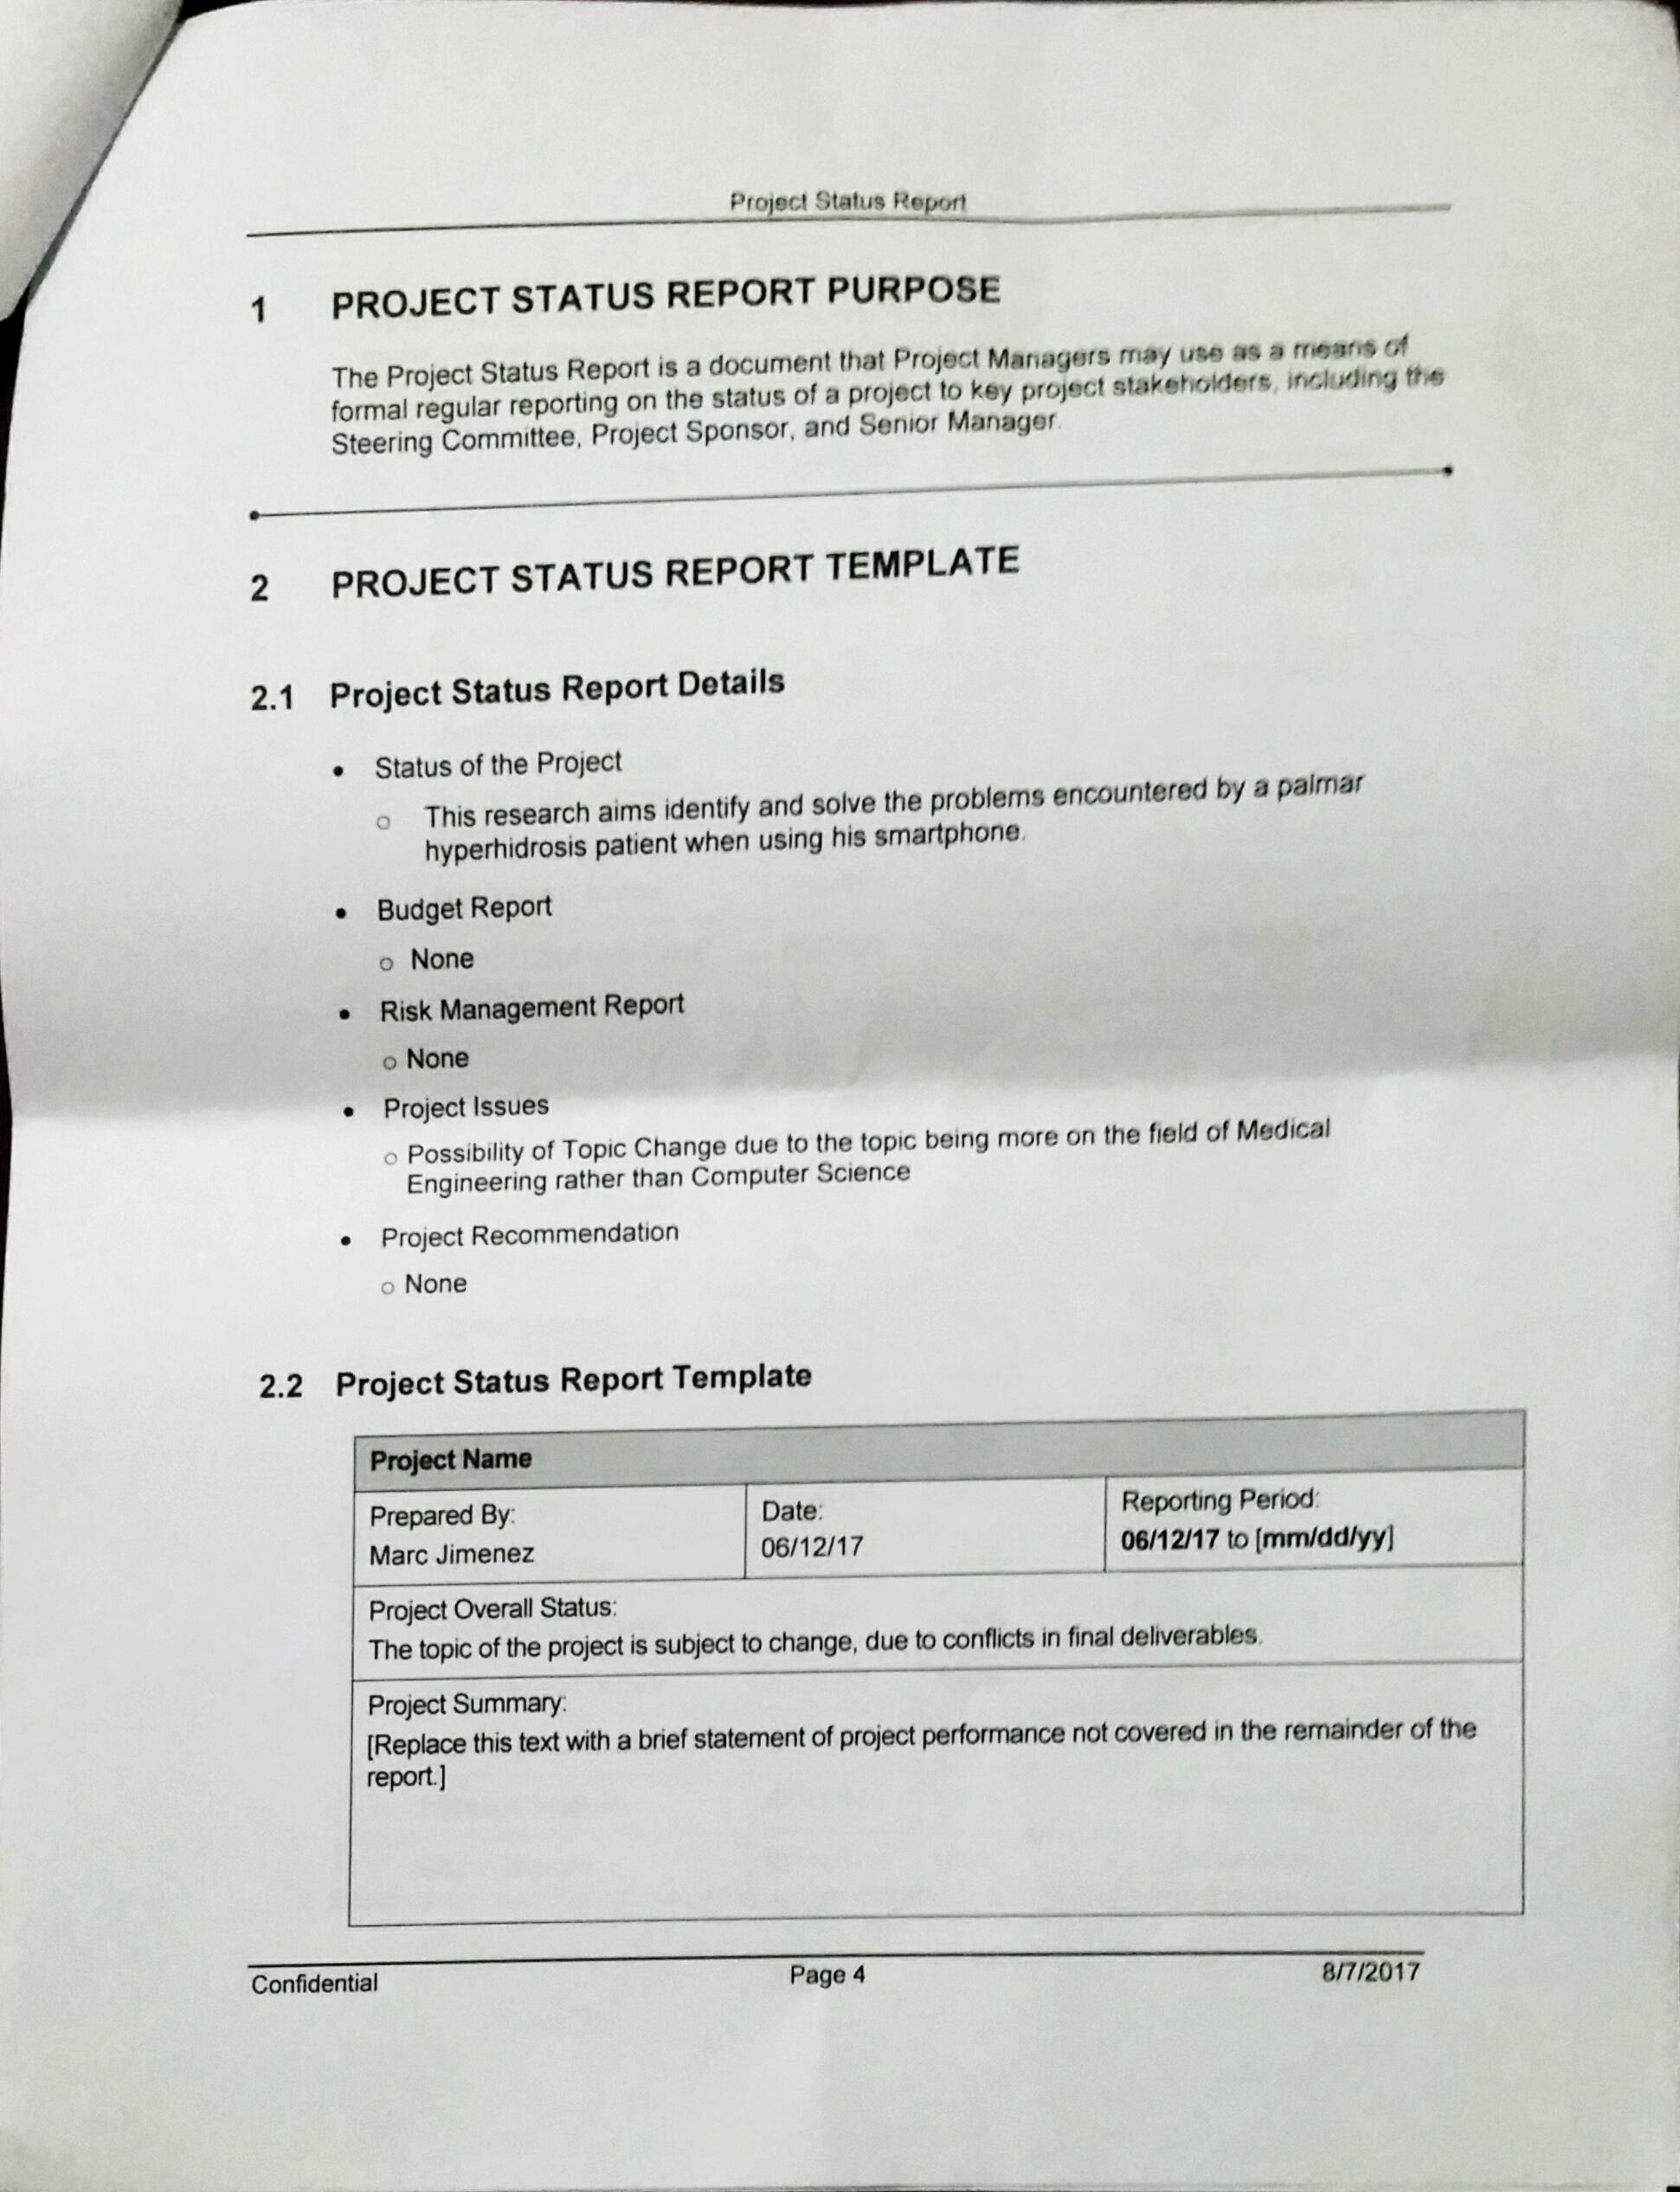 Project Status Report
1 PROJECT STATUS REPORT PURPOSE
The Project Status Report is a document that Project Managers may use as a means of
formal regular reporting on the status of a project to key project stakeholders, including the
Steering Committee, Project Sponsor, and Senior Manager.
2 PROJECT STATUS REPORT TEMPLATE
2.1 Project Status Report Details
• Status of the Project
o This research aims identify and solve the problems encountered by a palmar
hyperhidrosis patient when using his smartphone.
• Budget Report
o None
• Risk Management Report
o None
• Project Issues
o Possibility of Topic Change due to the topic being more on the field of Medical
Engineering rather than Computer Science
• Project Recommendation
o None
2.2 Project Status Report Template
Project Name
Prepared By:
Marc Jimenez
Date:
06/12/17
Reporting Period:
06/12/17 to [mm/dd/yy]
Project Overall Status:
The topic of the project is subject to change, due to conflicts in final deliverables.
Project Summary:
[Replace this text with a brief statement of project performance not covered in the remainder of the
report.]
Confidential Page 4 8/7/2017